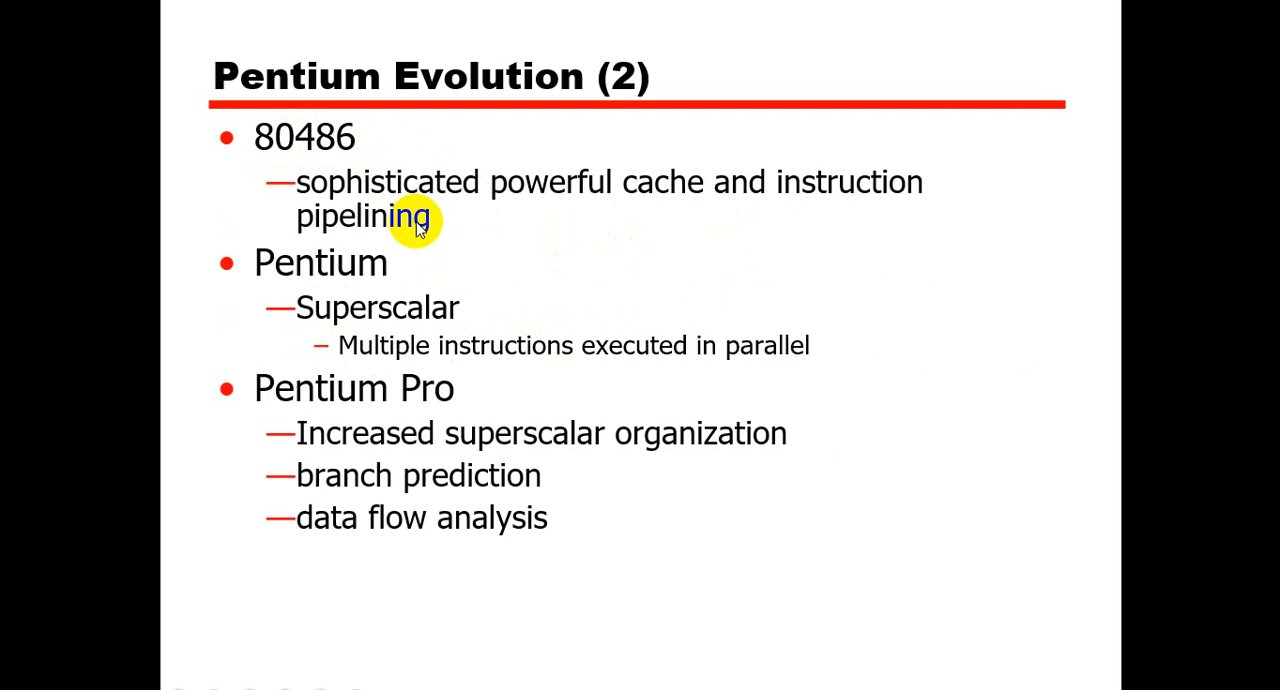 Pentium Evolution (2)
• 80486
—sophisticated powerful cache and instruction
pipelining
• Pentium
—Superscalar
– Multiple instructions executed in parallel
• Pentium Pro
—Increased superscalar organization
—branch prediction
—data flow analysis